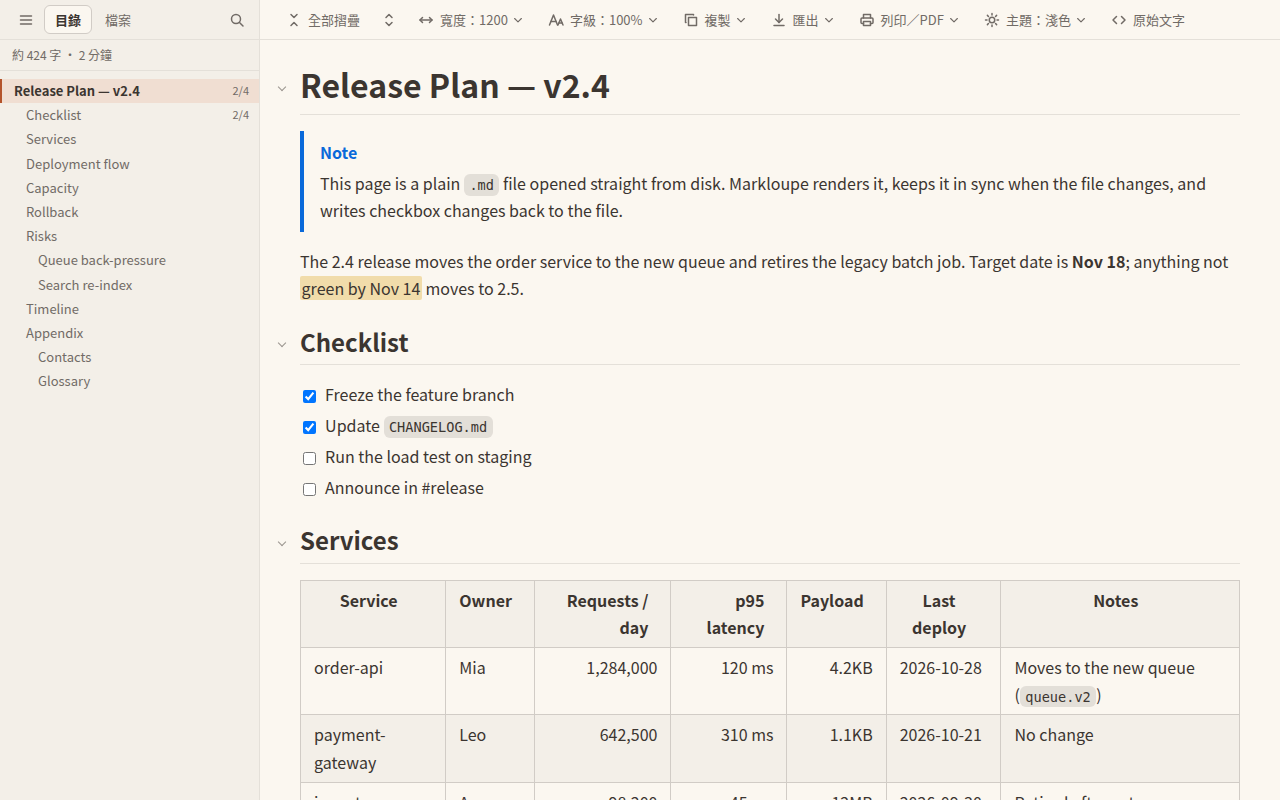 目錄 檔案
全部摺疊 寬度：1200 字級：100% 複製 匯出 列印／PDF 主題：淺色 原始文字
約 424 字 · 2 分鐘
Release Plan — v2.4 2/4
Checklist 2/4
Services
Deployment flow
Capacity
Rollback
Risks
Queue back-pressure
Search re-index
Timeline
Appendix
Contacts
Glossary
Release Plan — v2.4
Note
This page is a plain .md file opened straight from disk. Markloupe renders it, keeps it in sync when the file changes, and
writes checkbox changes back to the file.
The 2.4 release moves the order service to the new queue and retires the legacy batch job. Target date is Nov 18; anything not
green by Nov 14 moves to 2.5.
Checklist
Freeze the feature branch
Update CHANGELOG.md
Run the load test on staging
Announce in #release
Services
Service Owner Requests / p95 Payload Last Notes
day latency deploy
order-api Mia 1,284,000 120 ms 4.2KB 2026-10-28 Moves to the new queue
(queue.v2)
payment- Leo 642,500 310 ms 1.1KB 2026-10-21 No change
gateway